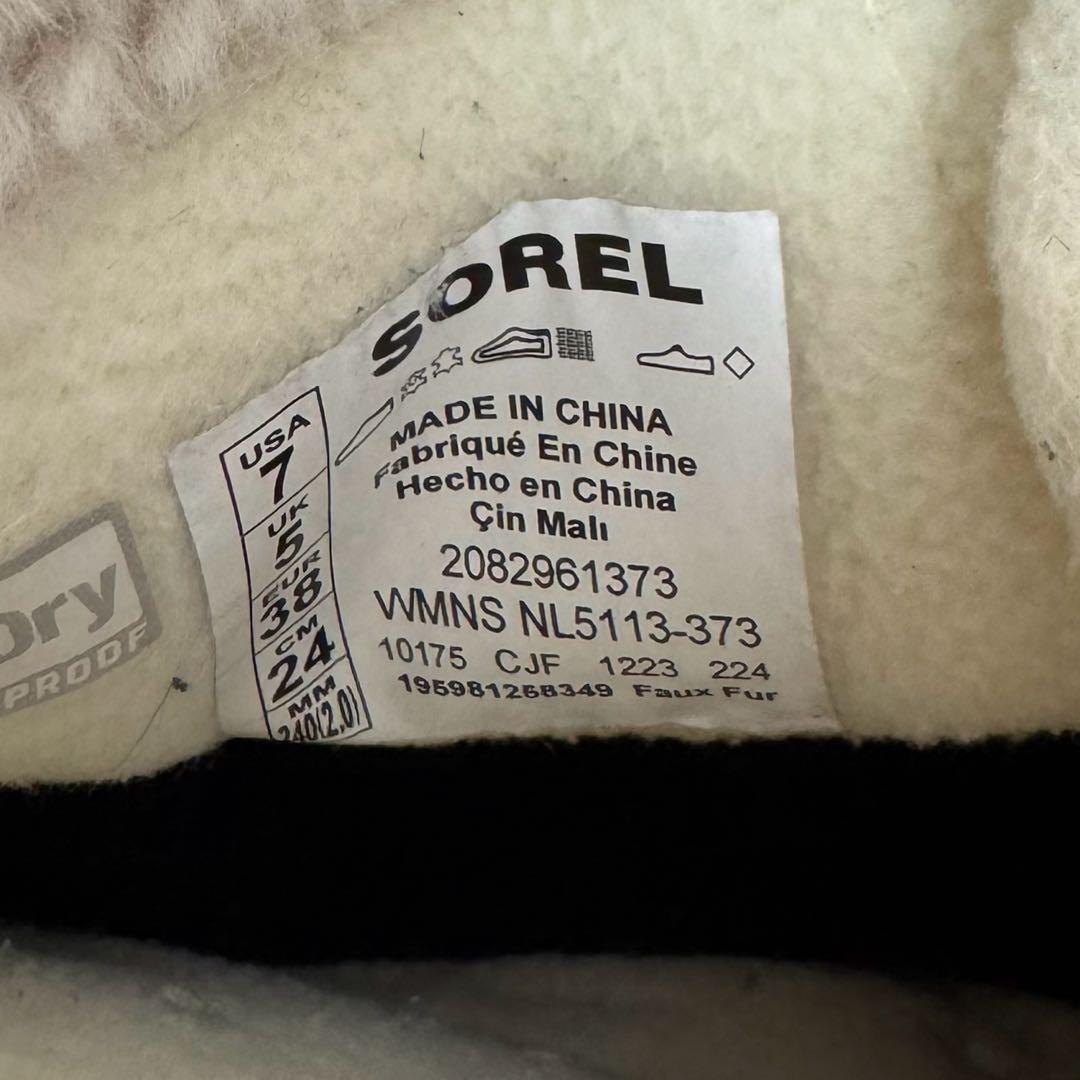 SOREL
MADE IN CHINA
Fabriqué En Chine
Hecho en China
Çin Malı
2082961373
WMNS NL5113-373
10175 CJF 1223 224
195981258349 Faux Fur
USA
7
UK
5
EUR
38
CM
24
MM
240(2.0)
Dry
PROOF